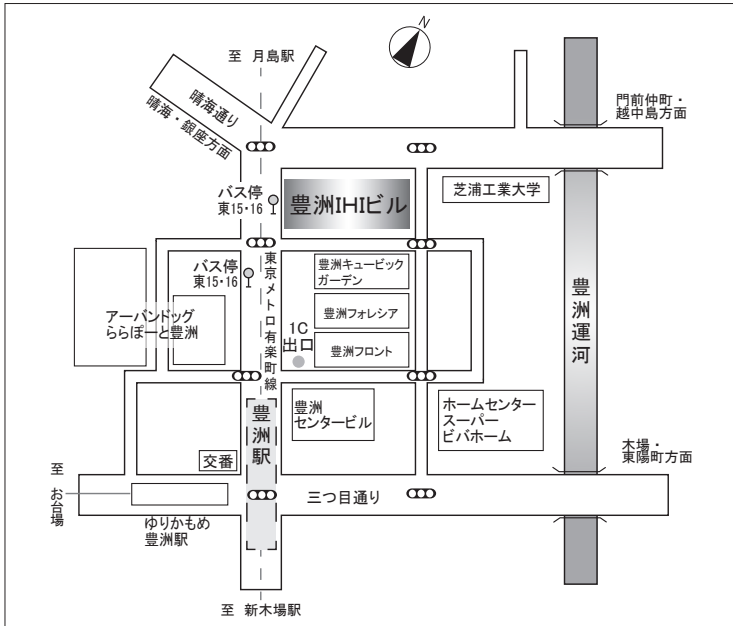 N
至 月島駅
晴海通り
晴海・銀座方面
門前仲町・
越中島方面
バス停
東15・16
豊洲IHIビル
芝浦工業大学
バス停
東15・16
東京メトロ有楽町線
豊洲キュービック
ガーデン
豊洲フォレシア
豊洲フロント
1C
出口
アーバンドッグ
ららぽーと豊洲
豊洲運河
豊洲駅
豊洲
センタービル
ホームセンター
スーパー
ビバホーム
交番
木場・
東陽町方面
至 お台場
三つ目通り
ゆりかもめ
豊洲駅
至 新木場駅